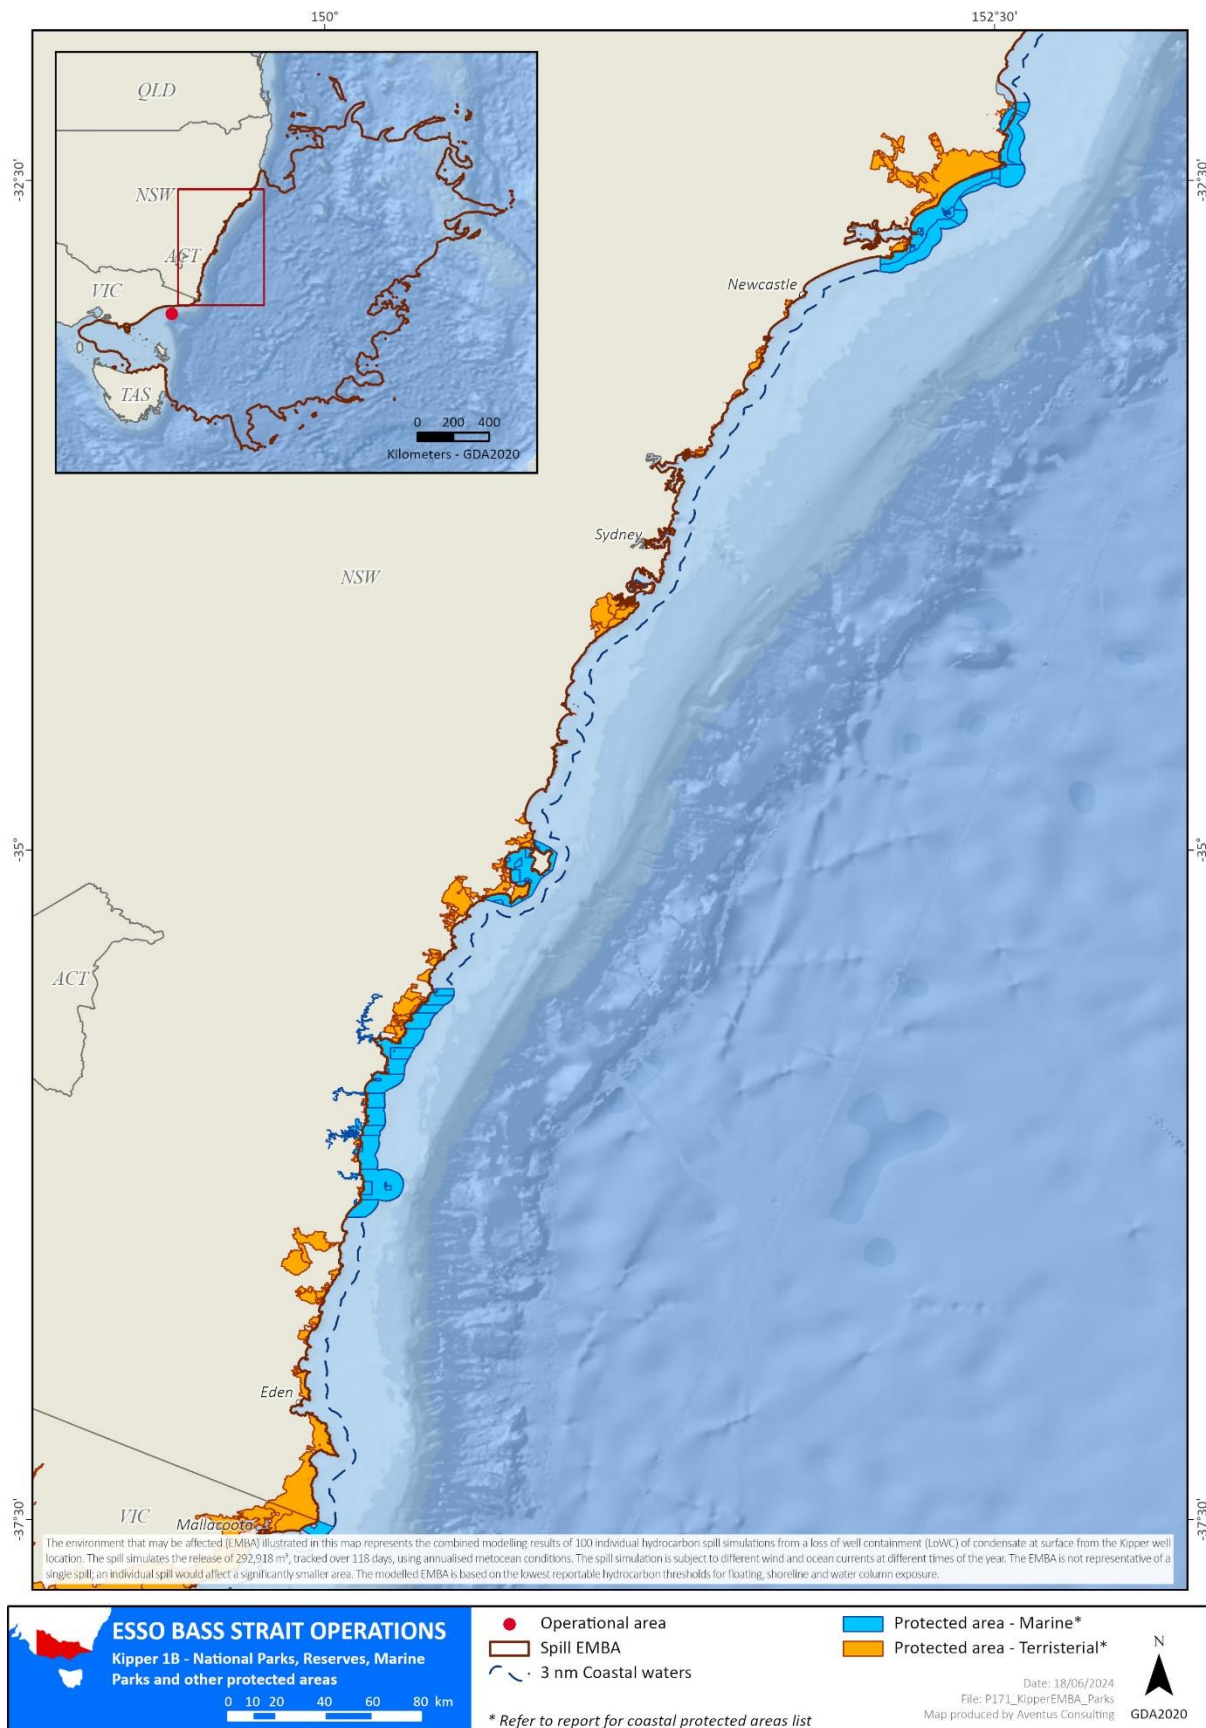 150°
152°30'
QLD
NSW
ACT
VIC
TAS
0 200 400
Kilometers - GDA2020
-32°30'
-32°30'
Newcastle
Sydney
NSW
-35°
-35°
ACT
Eden
-37°30'
-37°30'
VIC
Mallacoota
The environment that may be affected (EMBA) illustrated in this map represents the combined modelling results of 100 individual hydrocarbon spill simulations from a loss of well containment (LoWC) of condensate at surface from the Kipper well
location. The spill simulates the release of 292,918 m³, tracked over 118 days, using annualised metocean conditions. The spill simulation is subject to different wind and ocean currents at different times of the year. The EMBA is not representative of a
single spill; an individual spill would affect a significantly smaller area. The modelled EMBA is based on the lowest reportable hydrocarbon thresholds for floating, shoreline and water column exposure.
ESSO BASS STRAIT OPERATIONS
Kipper 1B - National Parks, Reserves, Marine
Parks and other protected areas
0 10 20 40 60 80 km
Operational area
Spill EMBA
3 nm Coastal waters
* Refer to report for coastal protected areas list
Protected area - Marine*
Protected area - Terristerial*
Date: 18/06/2024
File: P171_KipperEMBA_Parks
Map produced by Aventus Consulting
N
GDA2020